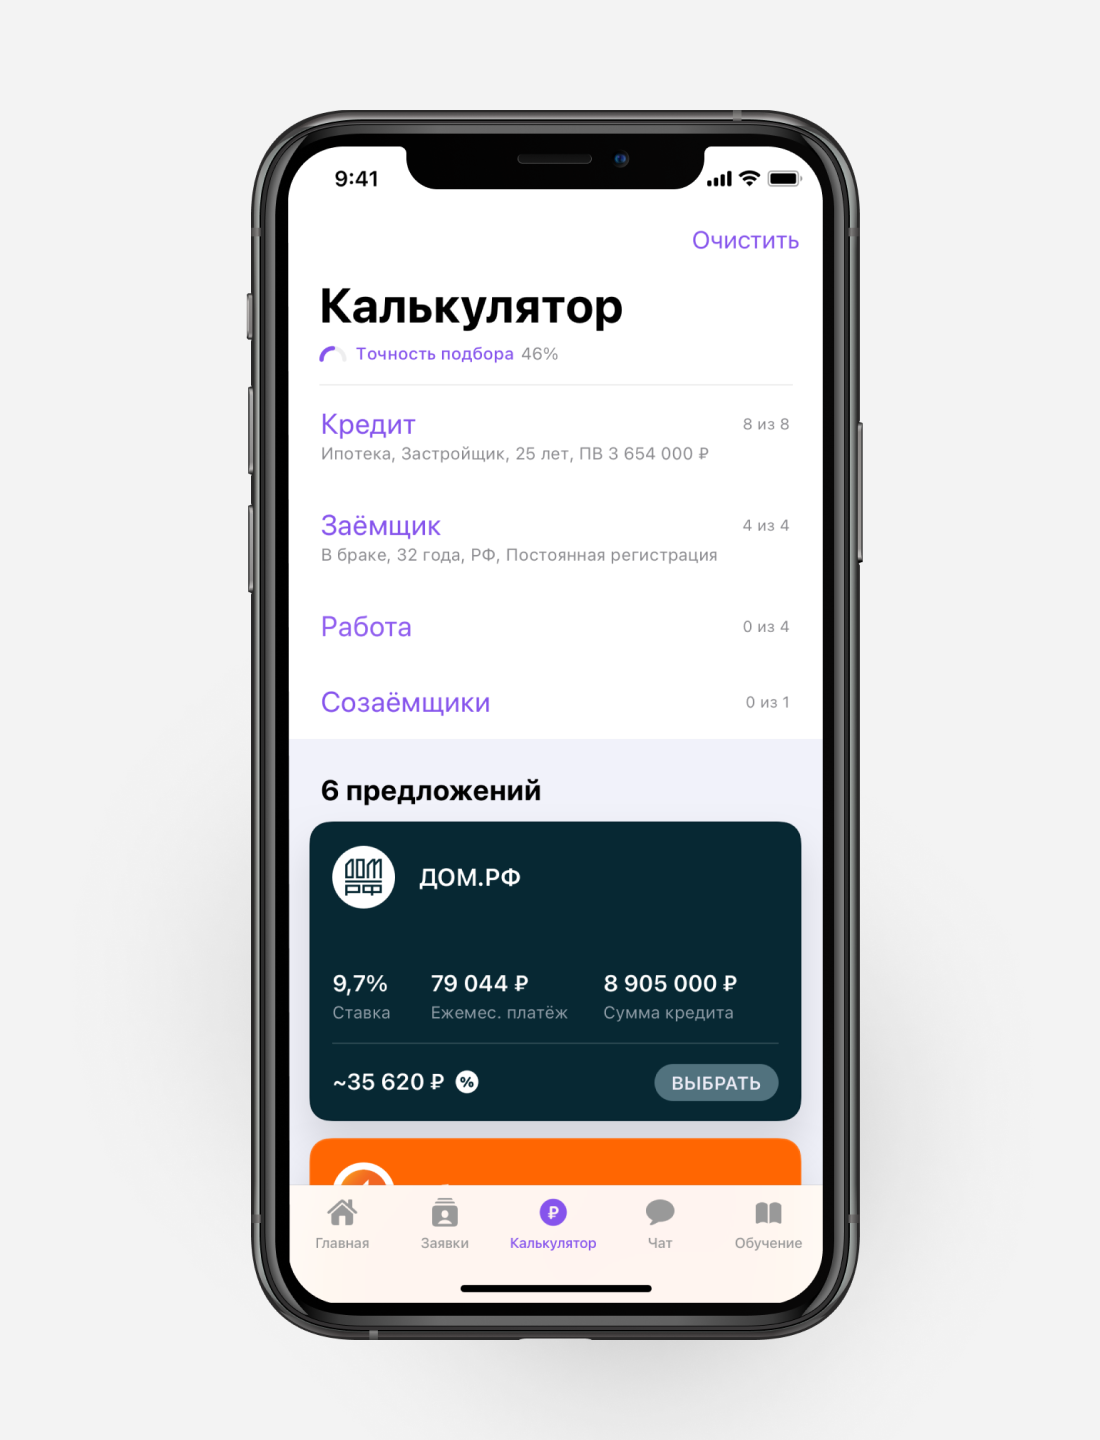 9:41
Очистить
Калькулятор
Точность подбора 46%
Кредит 8 из 8
Ипотека, Застройщик, 25 лет, ПВ 3 654 000 ₽
Заёмщик 4 из 4
В браке, 32 года, РФ, Постоянная регистрация
Работа 0 из 4
Созаёмщики 0 из 1
6 предложений
ДОМ
РФ
ДОМ.РФ
9,7% 79 044 ₽ 8 905 000 ₽
Ставка Ежемес. платёж Сумма кредита
~35 620 ₽ %
ВЫБРАТЬ
₽
Главная Заявки Калькулятор Чат Обучение